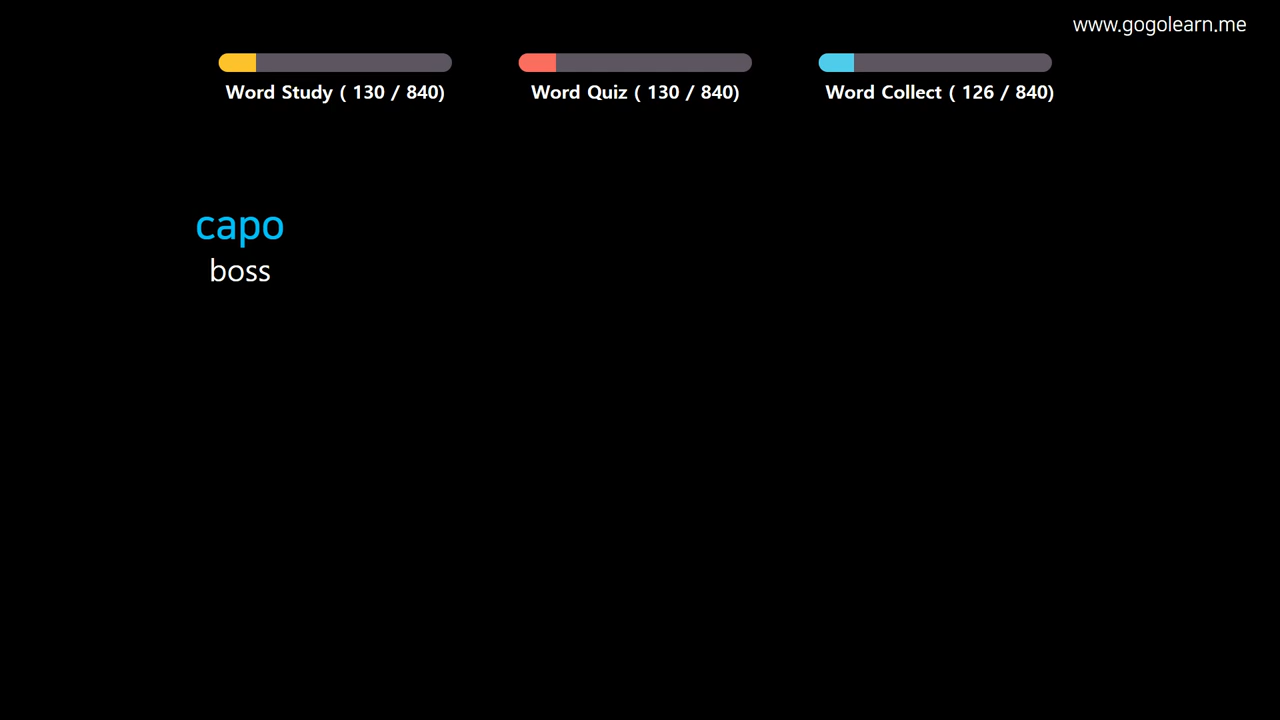 www.gogolearn.me
Word Study ( 130 / 840)
Word Quiz ( 130 / 840)
Word Collect ( 126 / 840)
capo
boss